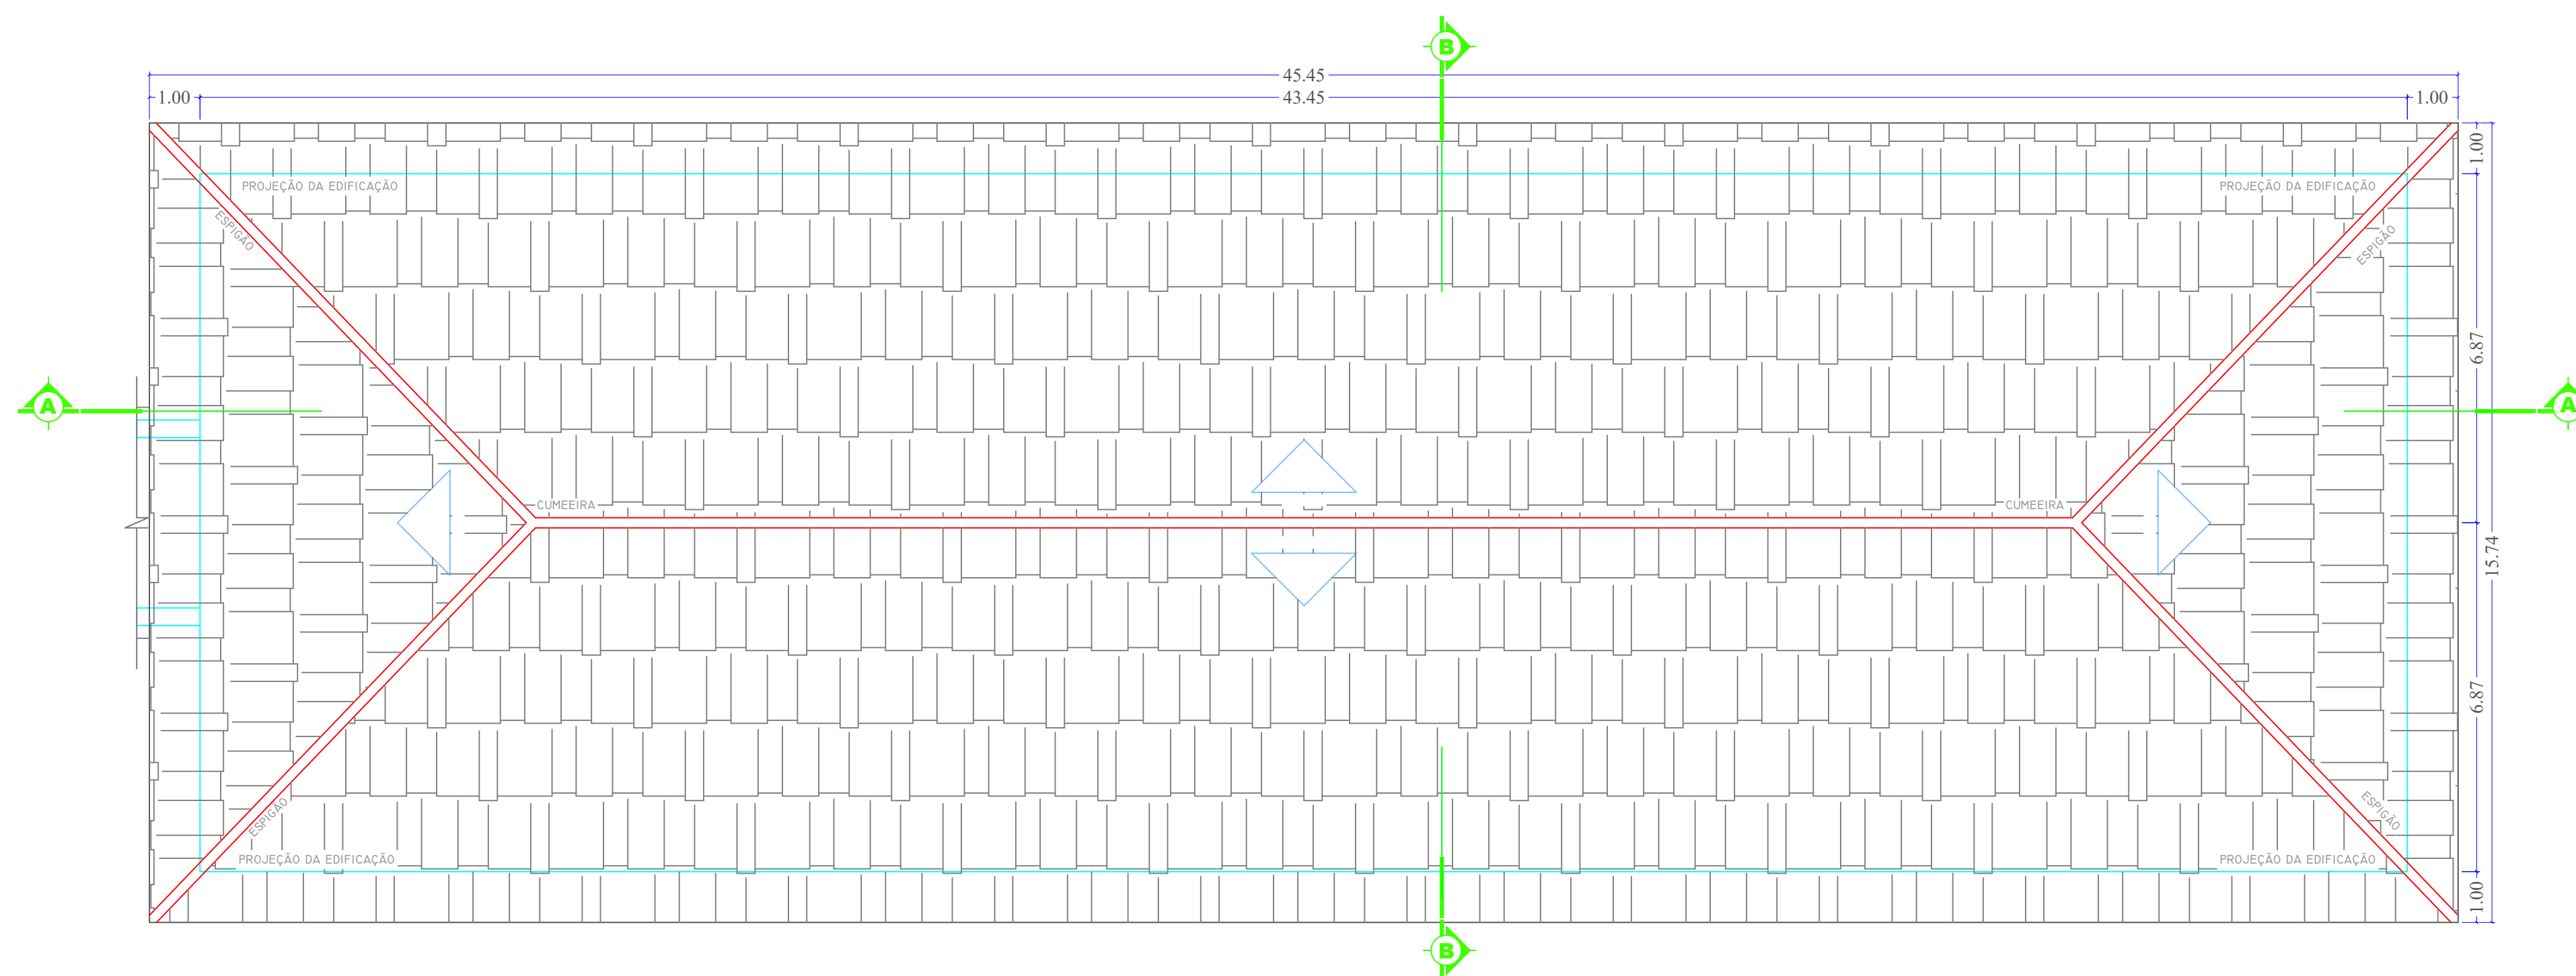 B
45.45
1.00
43.45
1.00
1.00
PROJEÇÃO DA EDIFICAÇÃO
PROJEÇÃO DA EDIFICAÇÃO
ESPIGÃO
ESPIGÃO
6.87
A
A
CUMEEIRA
CUMEEIRA
15.74
6.87
ESPIGÃO
ESPIGÃO
PROJEÇÃO DA EDIFICAÇÃO
PROJEÇÃO DA EDIFICAÇÃO
1.00
B